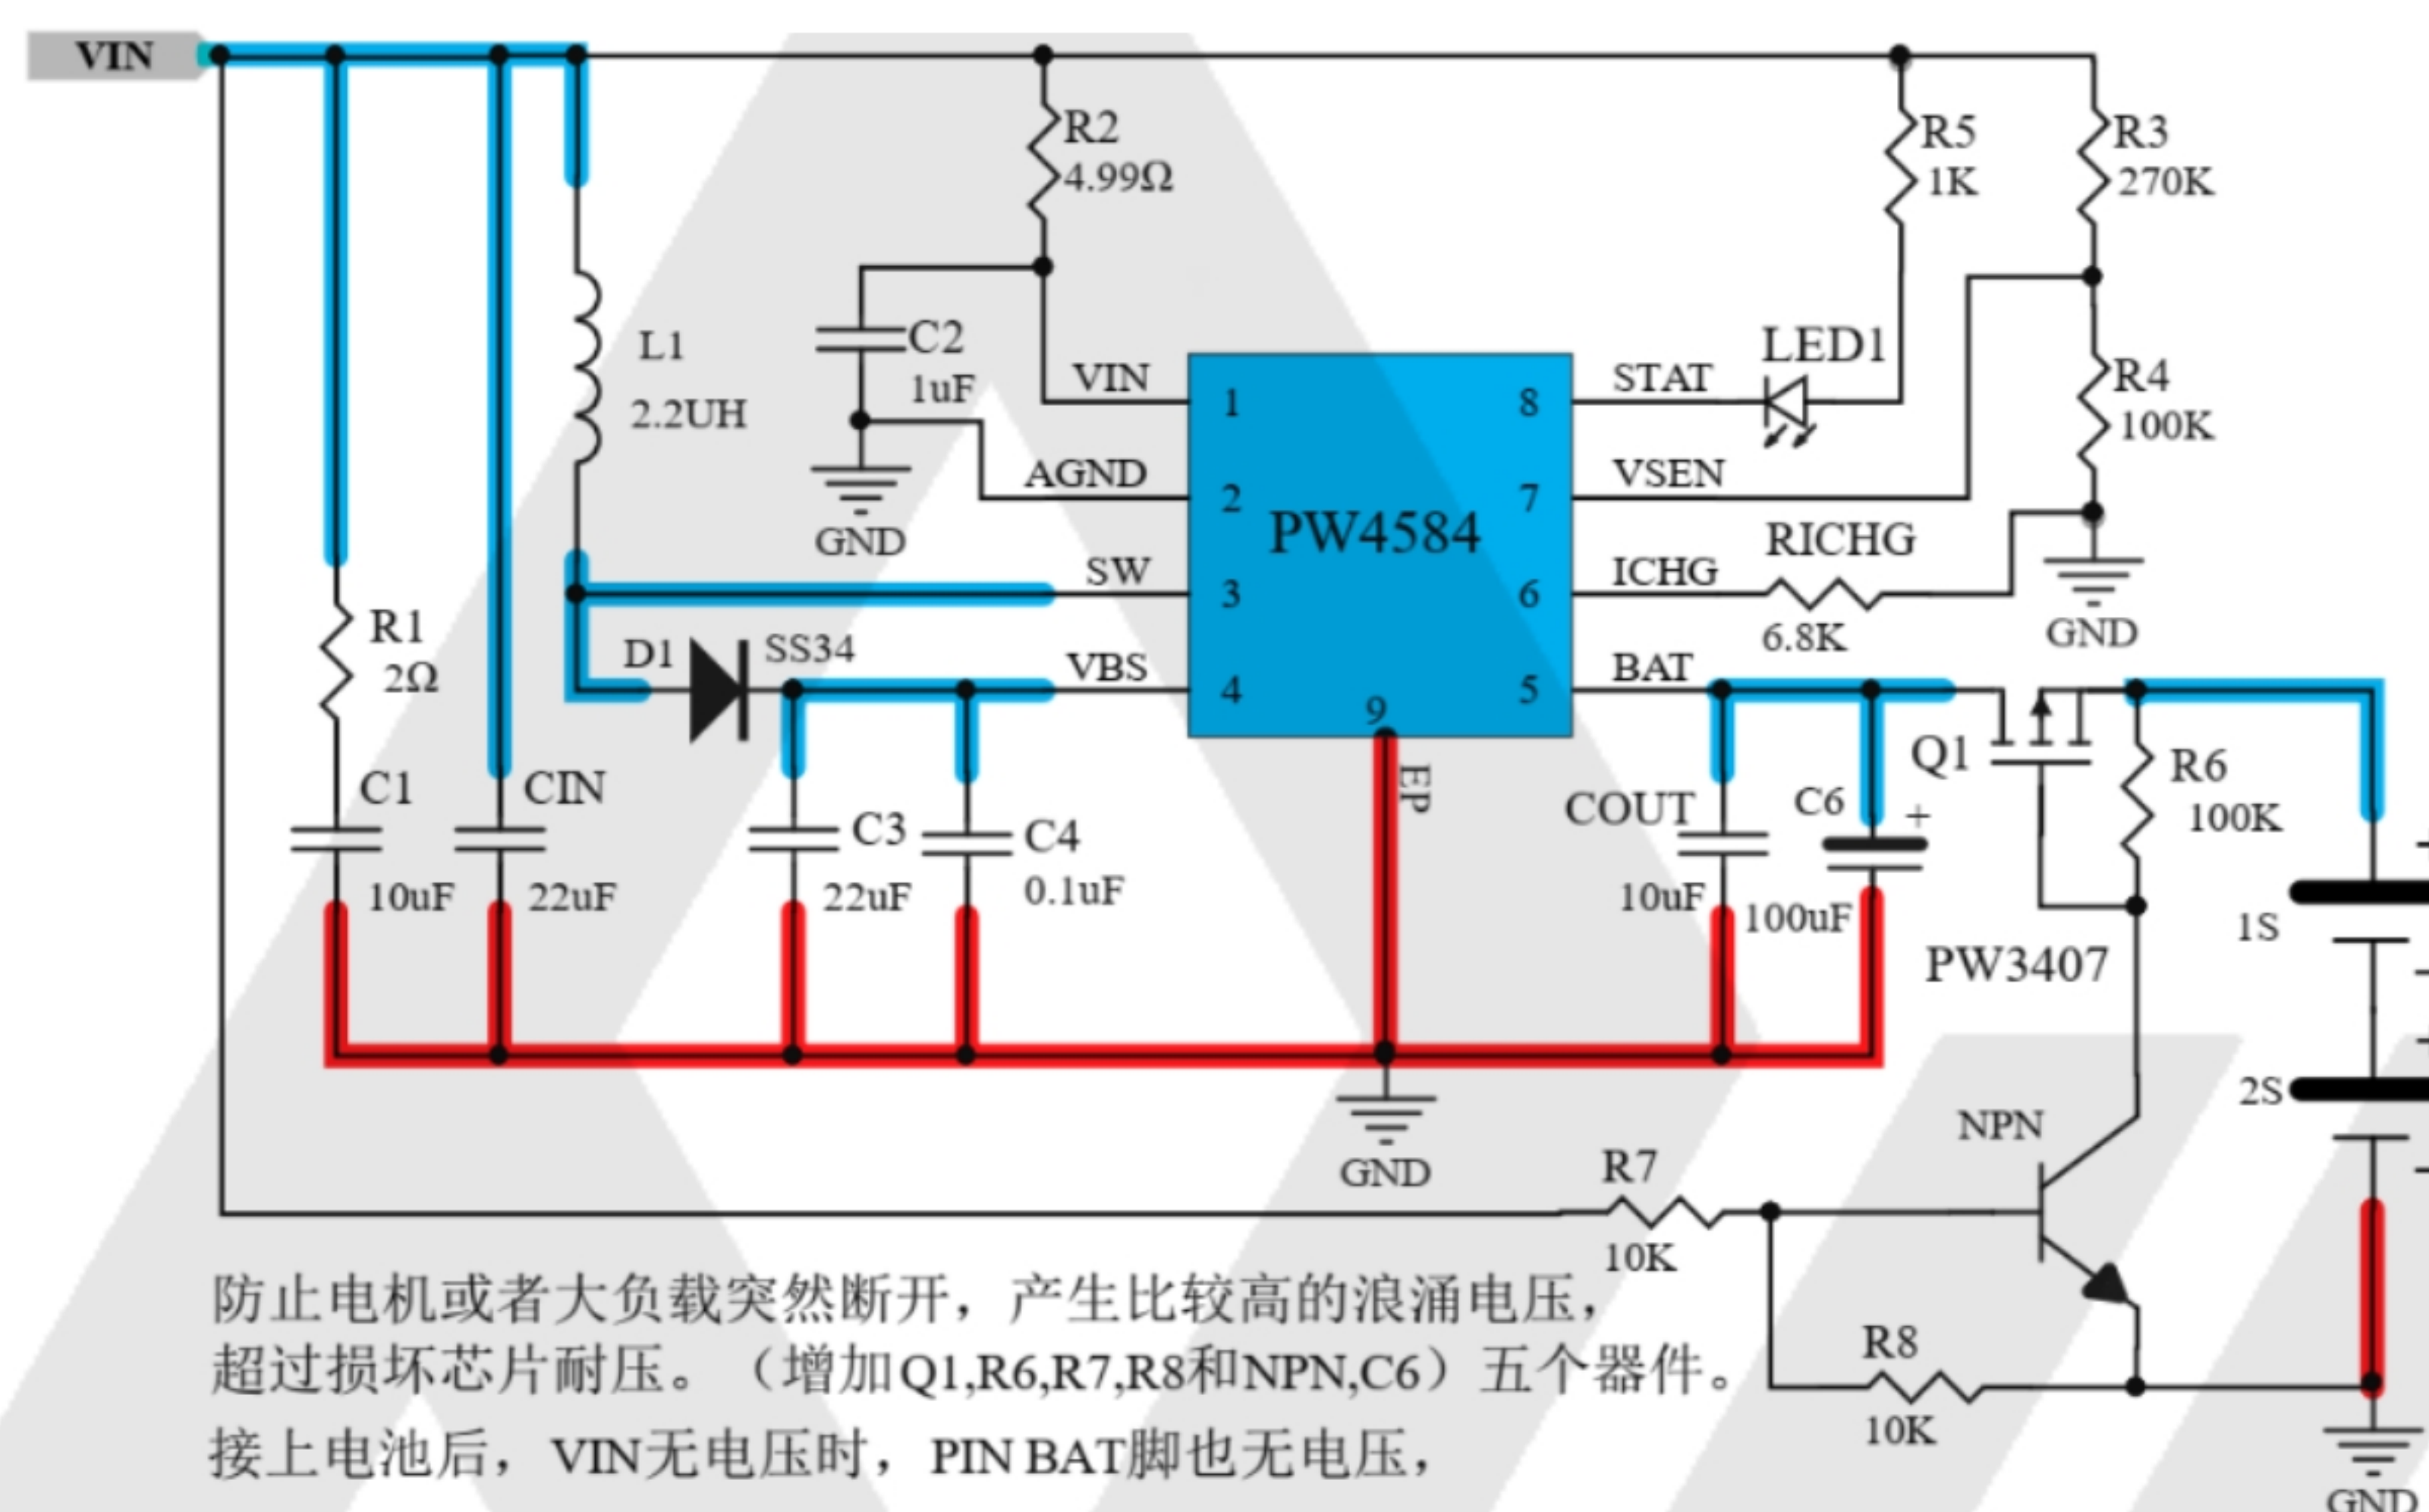 VIN
R2
4.99Ω
R5
1K
R3
270K
C2
1uF
L1
2.2UH
VIN
1
AGND
2
SW
3
VBS
4
PW4584
8
STAT
7
VSEN
6
ICHG
5
BAT
9
EP
LED1
R4
100K
GND
RICHG
6.8K
GND
R1
2Ω
D1
SS34
C1
10uF
CIN
22uF
C3
22uF
C4
0.1uF
COUT
10uF
C6
+
100uF
Q1
R6
100K
PW3407
1S
2S
NPN
GND
R7
10K
R8
10K
GND
防止电机或者大负载突然断开，产生比较高的浪涌电压，
超过损坏芯片耐压。（增加Q1,R6,R7,R8和NPN,C6）五个器件。
接上电池后，VIN无电压时，PIN BAT脚也无电压，